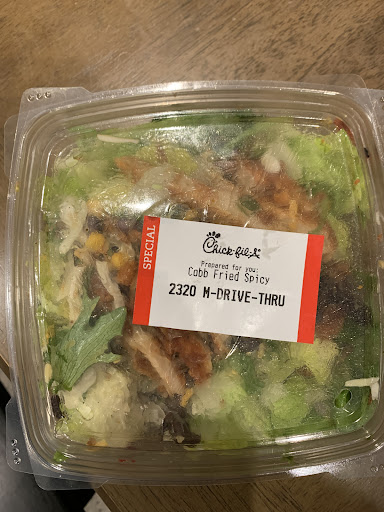 SPECIAL
Chick-fil-A
Prepared for you:
Cobb Fried Spicy
2320 M-DRIVE-THRU